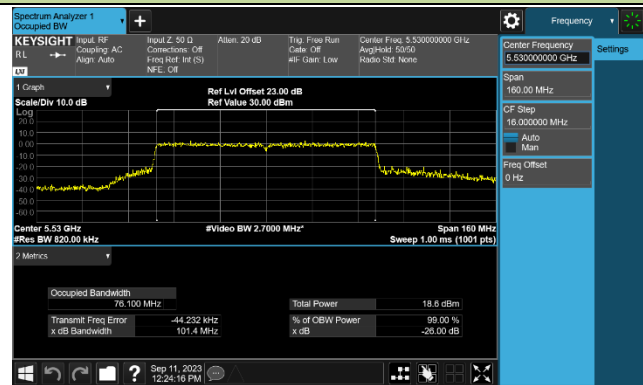 Spectrum Analyzer 1
Occupied BW
Frequency
KEYSIGHT Input: RF Input Z: 50 Ω Atten: 20 dB Trig: Free Run Center Freq: 5.530000000 GHz
RL Coupling: AC Corrections: Off Gate: Off Avg|Hold: 50/50
Align: Auto Freq Ref: Int (S) #IF Gain: Low Radio Std: None
NFE: Off
LXI
Center Frequency
5.530000000 GHz
Settings
Span
160.00 MHz
CF Step
16.000000 MHz
Auto
Man
Freq Offset
0 Hz
1 Graph
Scale/Div 10.0 dB
Ref Lvl Offset 23.00 dB
Ref Value 30.00 dBm
Log
20.0
10.0
0.00
-10.0
-20.0
-30.0
-40.0
-50.0
-60.0
Center 5.53 GHz #Video BW 2.7000 MHz* Span 160 MHz
#Res BW 820.00 kHz Sweep 1.00 ms (1001 pts)
2 Metrics
Occupied Bandwidth
76.100 MHz Total Power 18.6 dBm
Transmit Freq Error -44.232 kHz % of OBW Power 99.00 %
x dB Bandwidth 101.4 MHz x dB -26.00 dB
Sep 11, 2023
12:24:16 PM